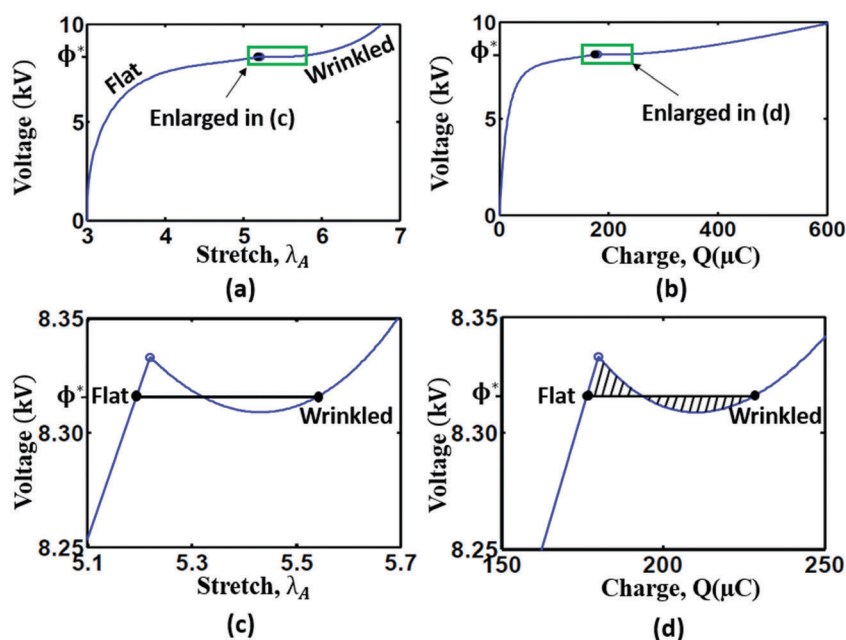 10
Φ*
5
0
Voltage (kV)
Flat
Wrinkled
Enlarged in (c)
3 4 5 6 7
Stretch, λA
(a)
10
Φ*
5
0
Voltage (kV)
Enlarged in (d)
0 200 400 600
Charge, Q(μC)
(b)
8.35
Φ*
8.30
8.25
Voltage (kV)
Flat
Wrinkled
5.1 5.3 5.5 5.7
Stretch, λA
(c)
8.35
Φ*
8.30
8.25
Voltage (kV)
Flat
Wrinkled
150 200 250
Charge, Q(μC)
(d)